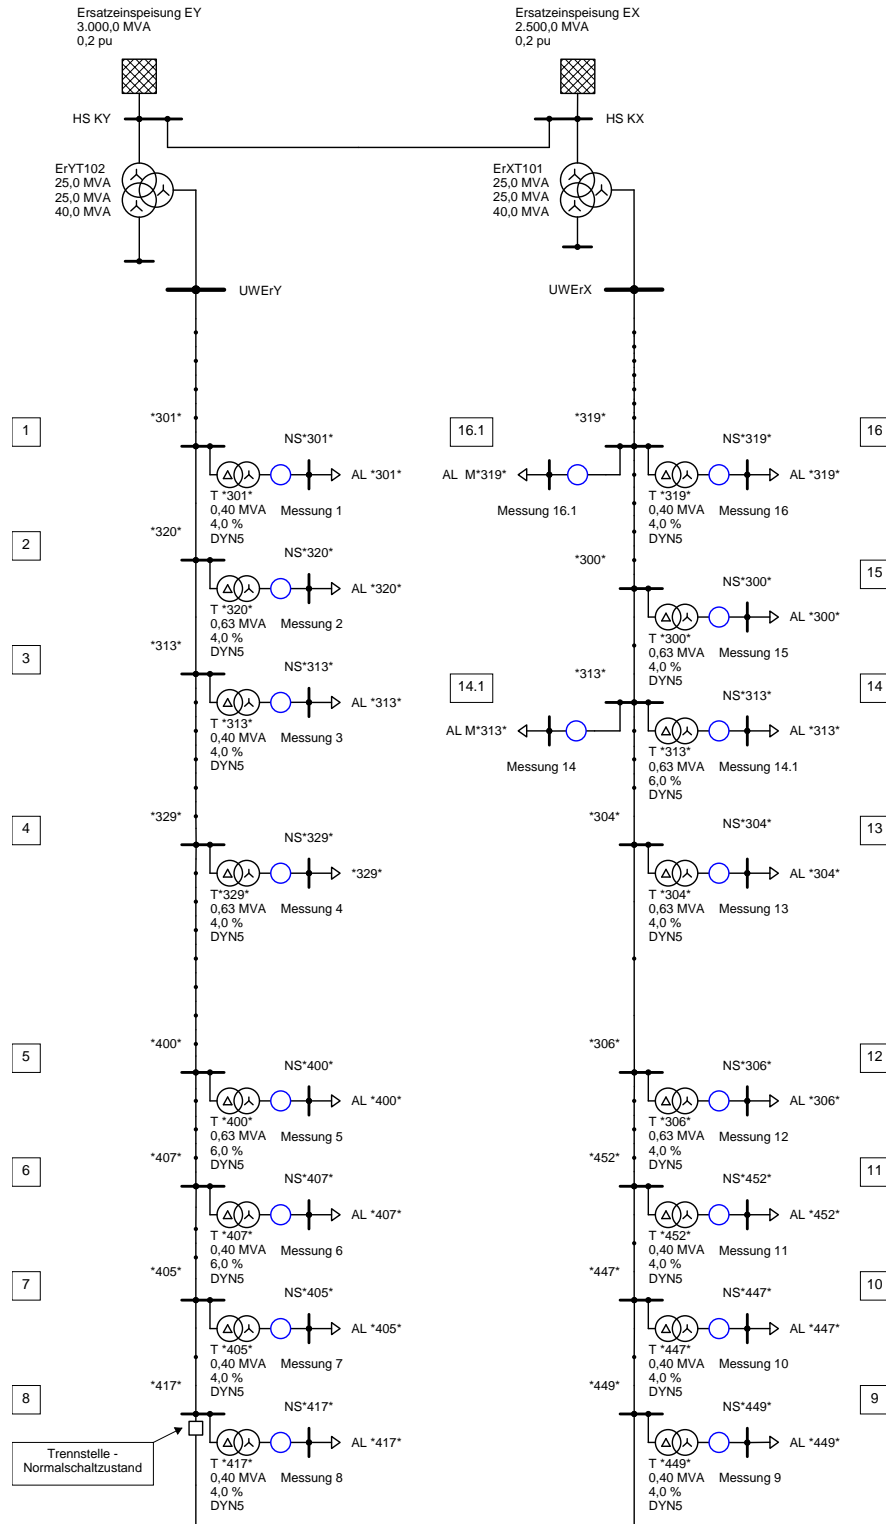 Ersatzeinspeisung EY
3.000,0 MVA
0,2 pu
Ersatzeinspeisung EX
2.500,0 MVA
0,2 pu
HS KY
HS KX
ErYT102
25,0 MVA
25,0 MVA
40,0 MVA
ErXT101
25,0 MVA
25,0 MVA
40,0 MVA
UWErY
UWErX
1
*301*
NS*301*
AL *301*
T *301*
0,40 MVA
4,0 %
DYN5
Messung 1
2
*320*
NS*320*
AL *320*
T *320*
0,63 MVA
4,0 %
DYN5
Messung 2
3
*313*
NS*313*
AL *313*
T *313*
0,40 MVA
4,0 %
DYN5
Messung 3
4
*329*
NS*329*
*329*
T*329*
0,63 MVA
4,0 %
DYN5
Messung 4
5
*400*
NS*400*
AL *400*
T *400*
0,63 MVA
6,0 %
DYN5
Messung 5
6
*407*
NS*407*
AL *407*
T *407*
0,40 MVA
6,0 %
DYN5
Messung 6
7
*405*
NS*405*
AL *405*
T *405*
0,40 MVA
4,0 %
DYN5
Messung 7
8
*417*
NS*417*
AL *417*
T *417*
0,40 MVA
4,0 %
DYN5
Messung 8
Trennstelle -
Normalschaltzustand
16.1
*319*
NS*319*
16
AL M*319*
Messung 16.1
AL *319*
T *319*
0,40 MVA
4,0 %
DYN5
Messung 16
*300*
NS*300*
15
AL *300*
T *300*
0,63 MVA
4,0 %
DYN5
Messung 15
14.1
*313*
NS*313*
14
AL M*313*
Messung 14
AL *313*
T *313*
0,63 MVA
6,0 %
DYN5
Messung 14.1
*304*
NS*304*
13
AL *304*
T *304*
0,63 MVA
4,0 %
DYN5
Messung 13
*306*
NS*306*
12
AL *306*
T *306*
0,63 MVA
4,0 %
DYN5
Messung 12
*452*
NS*452*
11
AL *452*
T *452*
0,40 MVA
4,0 %
DYN5
Messung 11
*447*
NS*447*
10
AL *447*
T *447*
0,40 MVA
4,0 %
DYN5
Messung 10
*449*
NS*449*
9
AL *449*
T *449*
0,40 MVA
4,0 %
DYN5
Messung 9